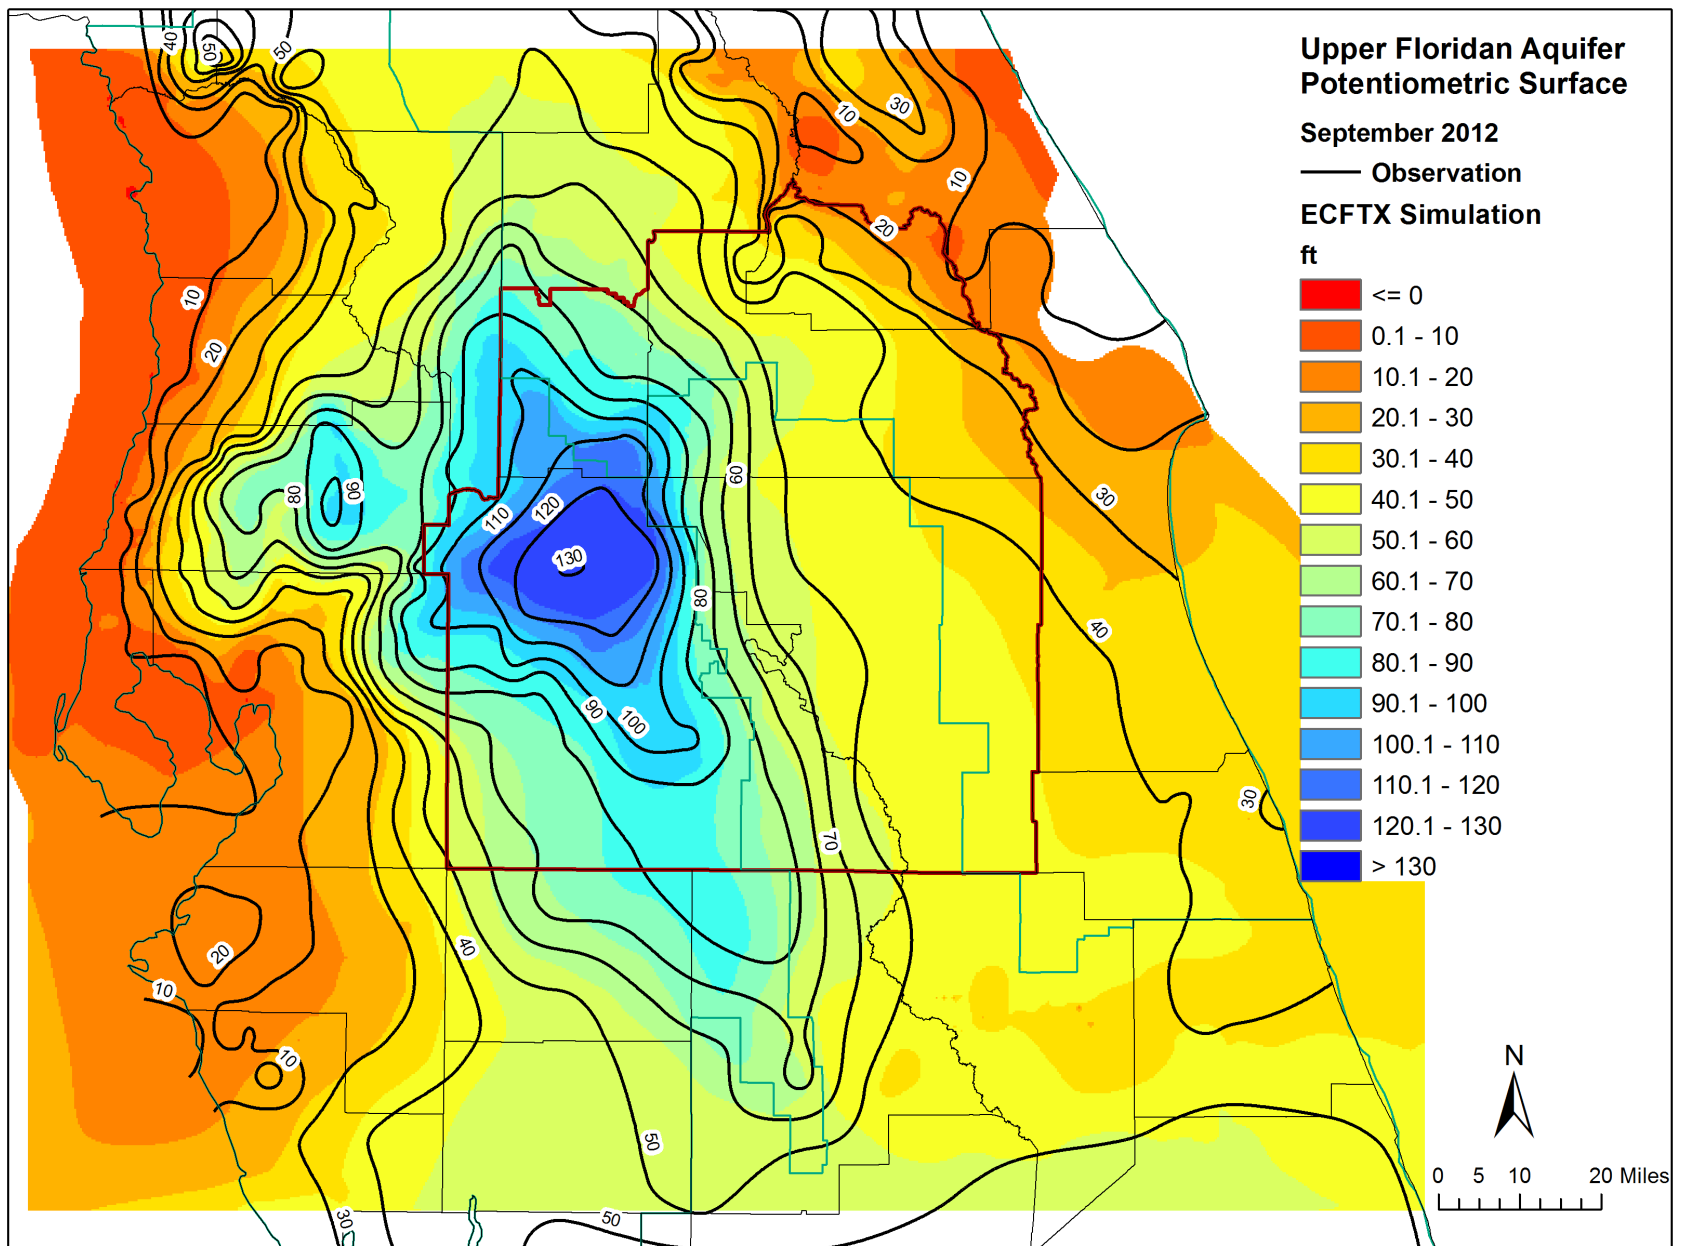 Upper Floridan Aquifer
Potentiometric Surface
September 2012
Observation
ECFTX Simulation
ft
<= 0
0.1 - 10
10.1 - 20
20.1 - 30
30.1 - 40
40.1 - 50
50.1 - 60
60.1 - 70
70.1 - 80
80.1 - 90
90.1 - 100
100.1 - 110
110.1 - 120
120.1 - 130
> 130
N
0 5 10 20 Miles
40
50
50
10
30
10
20
10
20
60
80
90
110
120
130
30
80
40
90
100
30
70
20
40
10
10
50
30
50